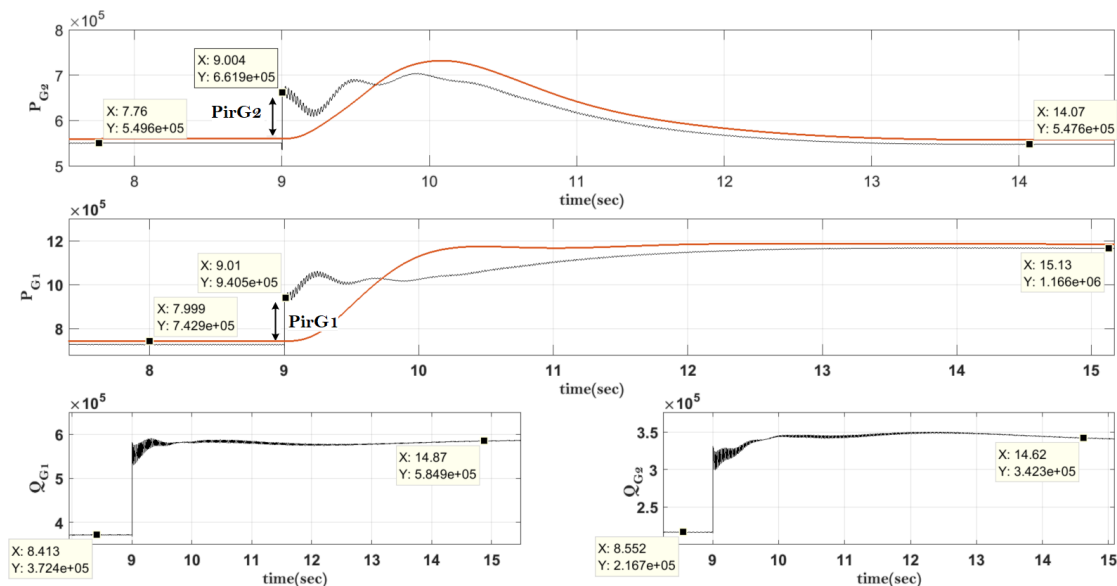 ×10⁵
8
7
6
5
P_G2
X: 9.004
Y: 6.619e+05
X: 7.76
Y: 5.496e+05
PirG2
X: 14.07
Y: 5.476e+05
8 9 10 11 12 13 14
time(sec)
×10⁵
12
10
8
P_G1
X: 9.01
Y: 9.405e+05
X: 7.999
Y: 7.429e+05
PirG1
X: 15.13
Y: 1.166e+06
8 9 10 11 12 13 14 15
time(sec)
×10⁵
6
5
4
Q_G1
X: 14.87
Y: 5.849e+05
X: 8.413
Y: 3.724e+05
9 10 11 12 13 14 15
time(sec)
×10⁵
3.5
3
2.5
Q_G2
X: 14.62
Y: 3.423e+05
X: 8.552
Y: 2.167e+05
9 10 11 12 13 14 15
time(sec)